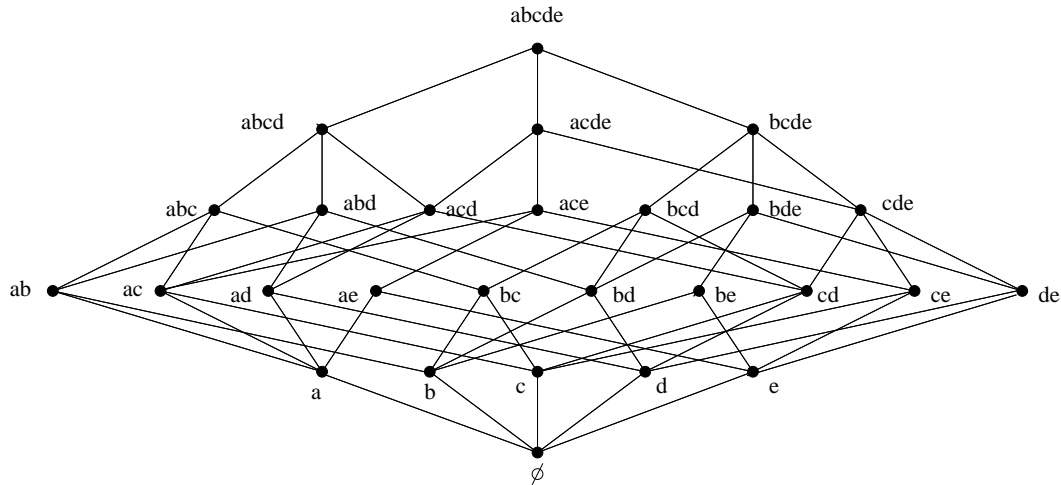 abcde
abcd acde bcde
abc abd acd ace bcd bde cde
ab ac ad ae bc bd be cd ce de
a b c d e
∅